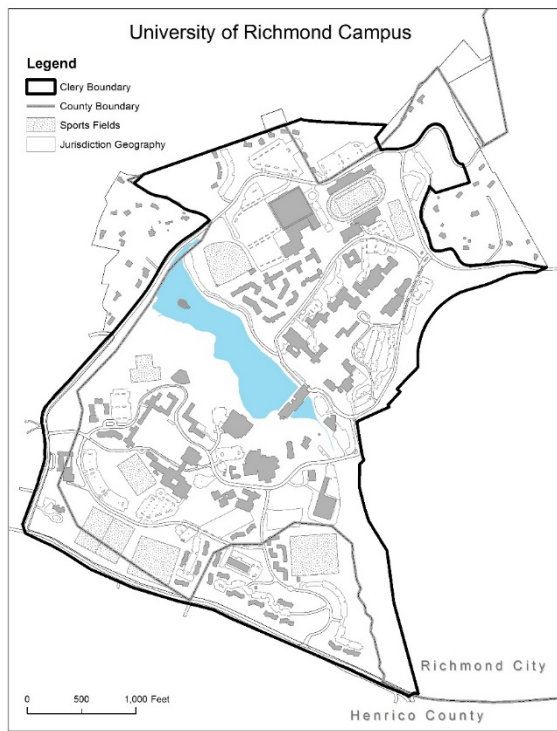 University of Richmond Campus
Legend
Clery Boundary
County Boundary
Sports Fields
Jurisdiction Geography
Richmond City
0 500 1,000 Feet
Henrico County